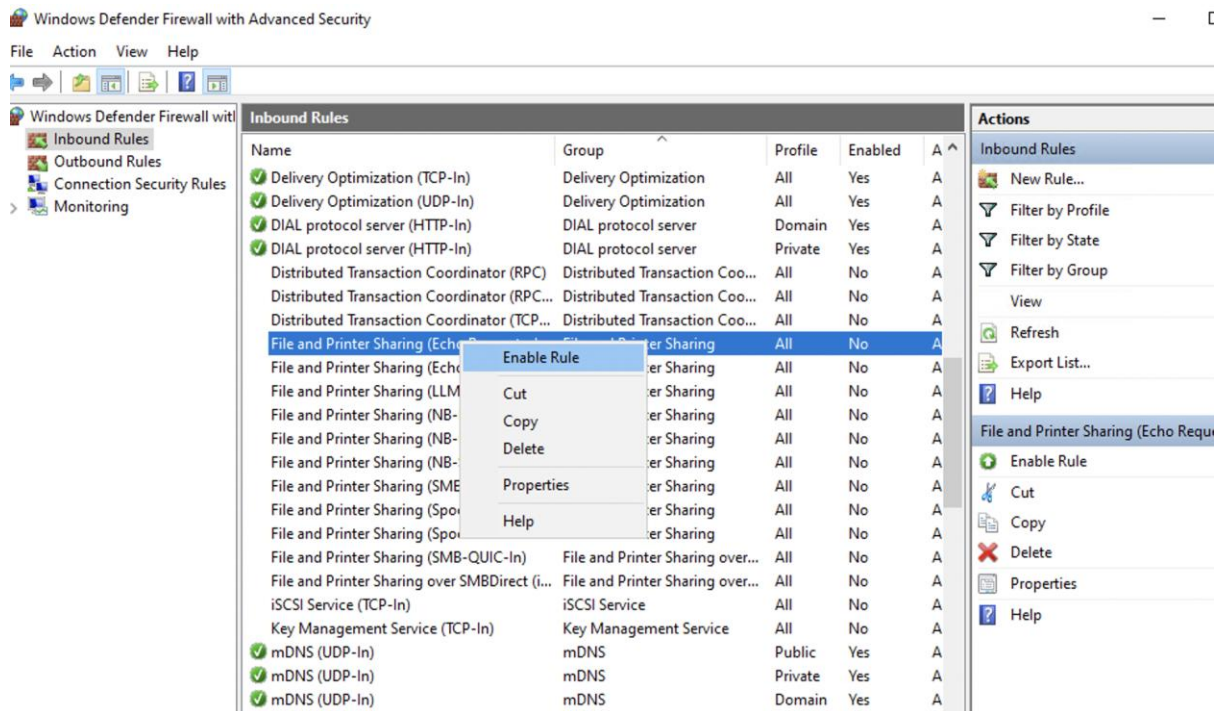 Windows Defender Firewall with Advanced Security
File Action View Help
Windows Defender Firewall witl
Inbound Rules
Outbound Rules
Connection Security Rules
Monitoring
Inbound Rules
Name Group Profile Enabled A
Delivery Optimization (TCP-In) Delivery Optimization All Yes A
Delivery Optimization (UDP-In) Delivery Optimization All Yes A
DIAL protocol server (HTTP-In) DIAL protocol server Domain Yes A
DIAL protocol server (HTTP-In) DIAL protocol server Private Yes A
Distributed Transaction Coordinator (RPC) Distributed Transaction Coo... All No A
Distributed Transaction Coordinator (RPC... Distributed Transaction Coo... All No A
Distributed Transaction Coordinator (TCP... Distributed Transaction Coo... All No A
File and Printer Sharing (Echo Sharing All No A
File and Printer Sharing (Echo er Sharing All No A
File and Printer Sharing (LLM er Sharing All No A
File and Printer Sharing (NB- er Sharing All No A
File and Printer Sharing (NB- er Sharing All No A
File and Printer Sharing (NB- er Sharing All No A
File and Printer Sharing (SME er Sharing All No A
File and Printer Sharing (Spo er Sharing All No A
File and Printer Sharing (Spo er Sharing All No A
File and Printer Sharing (SMB-QUIC-In) File and Printer Sharing over... All No A
File and Printer Sharing over SMBDirect (i... File and Printer Sharing over... All No A
iSCSI Service (TCP-In) iSCSI Service All No A
Key Management Service (TCP-In) Key Management Service All No A
mDNS (UDP-In) mDNS Public Yes A
mDNS (UDP-In) mDNS Private Yes A
mDNS (UDP-In) mDNS Domain Yes A
Enable Rule
Cut
Copy
Delete
Properties
Help
Actions
Inbound Rules
New Rule...
Filter by Profile
Filter by State
Filter by Group
View
Refresh
Export List...
Help
File and Printer Sharing (Echo Reque
Enable Rule
Cut
Copy
Delete
Properties
Help